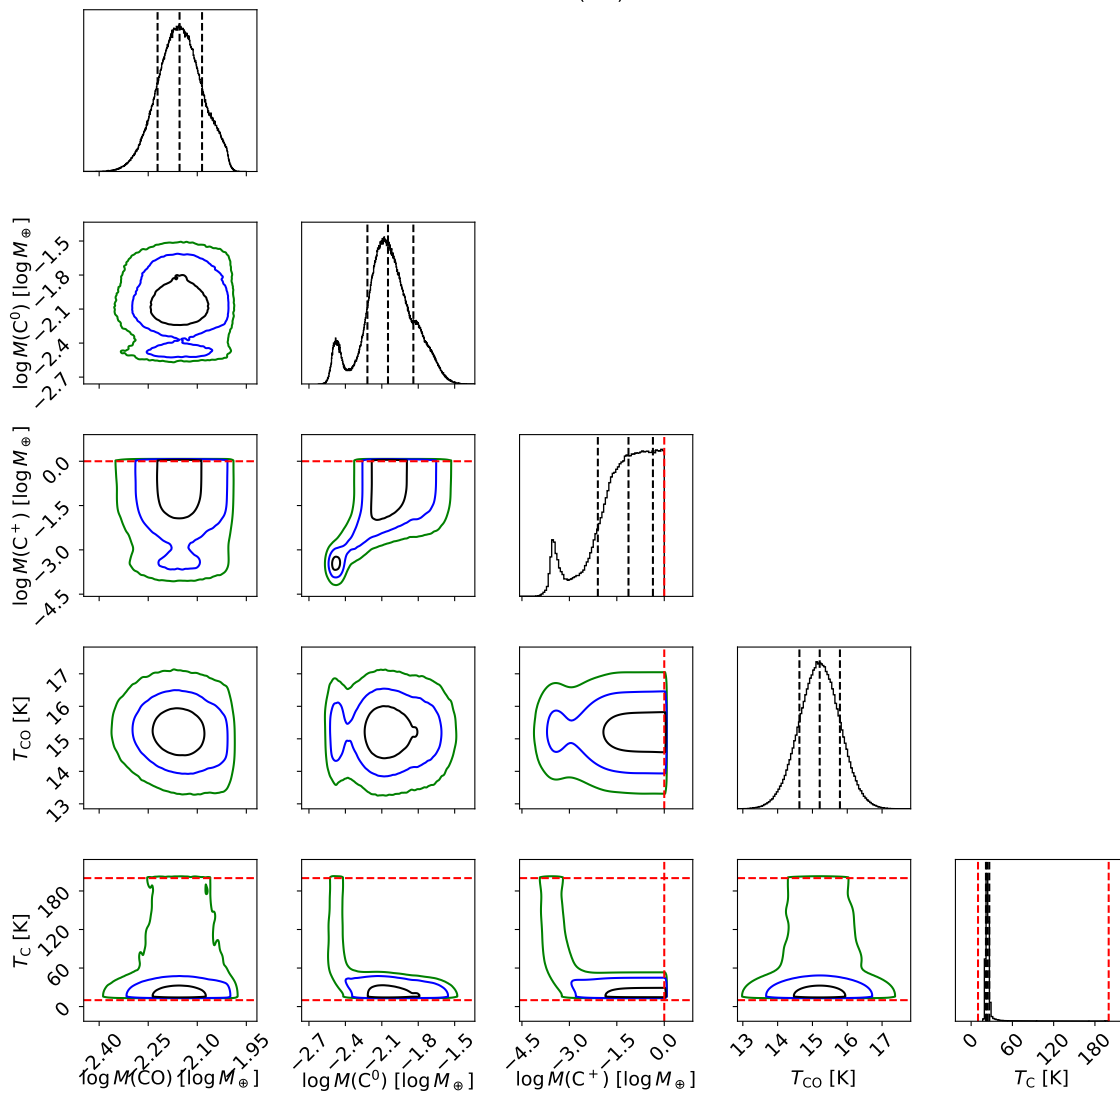 log M(C⁰) [log M⊕]
−1.5
−1.8
−2.1
−2.4
−2.7
log M(C⁺) [log M⊕]
0.0
−1.5
−3.0
−4.5
T_CO [K]
17
16
15
14
13
T_C [K]
180
120
60
0
−2.40 −2.25 −2.10 −1.95
log M(CO) [log M⊕]
−2.7 −2.4 −2.1 −1.8 −1.5
log M(C⁰) [log M⊕]
−4.5 −3.0 −1.5 0.0
log M(C⁺) [log M⊕]
13 14 15 16 17
T_CO [K]
0 60 120 180
T_C [K]